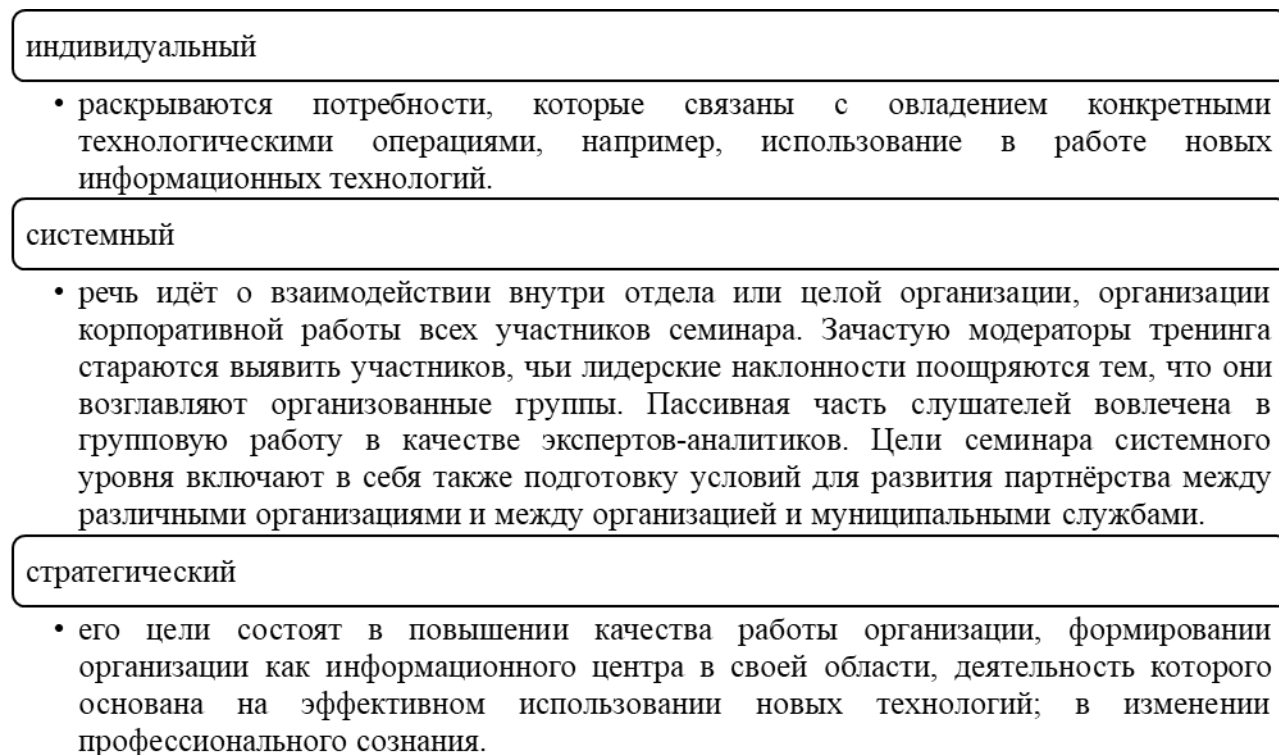 индивидуальный
• раскрываются потребности, которые связаны с овладением конкретными
технологическими операциями, например, использование в работе новых
информационных технологий.
системный
• речь идёт о взаимодействии внутри отдела или целой организации, организации
корпоративной работы всех участников семинара. Зачастую модераторы тренинга
стараются выявить участников, чьи лидерские наклонности поощряются тем, что они
возглавляют организованные группы. Пассивная часть слушателей вовлечена в
групповую работу в качестве экспертов-аналитиков. Цели семинара системного
уровня включают в себя также подготовку условий для развития партнёрства между
различными организациями и между организацией и муниципальными службами.
стратегический
• его цели состоят в повышении качества работы организации, формировании
организации как информационного центра в своей области, деятельность которого
основана на эффективном использовании новых технологий; в изменении
профессионального сознания.